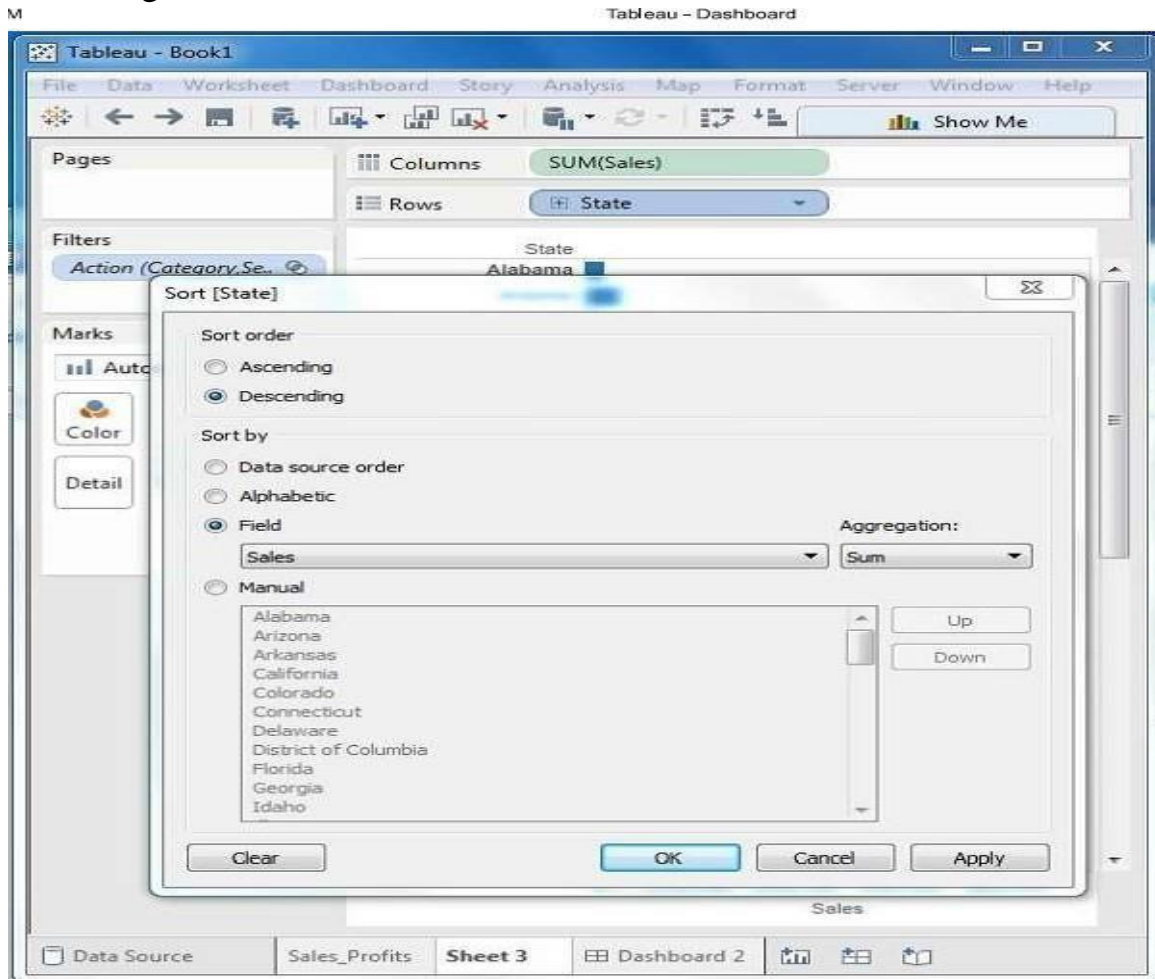 M
Tableau – Dashboard
Tableau - Book1
File Data Worksheet Dashboard Story Analysis Map Format Server Window Help
Show Me
Pages
Columns SUM(Sales)
Rows State
Filters
State
Action (Category,Se..
Alabama
Sort [State]
Marks
Sort order
Auto
Ascending
Descending
Color
Sort by
Data source order
Detail
Alphabetic
Field Aggregation:
Sales Sum
Manual
Alabama Up
Arizona
Arkansas Down
California
Colorado
Connecticut
Delaware
District of Columbia
Florida
Georgia
Idaho
Clear OK Cancel Apply
Sales
Data Source Sales_Profits Sheet 3 Dashboard 2